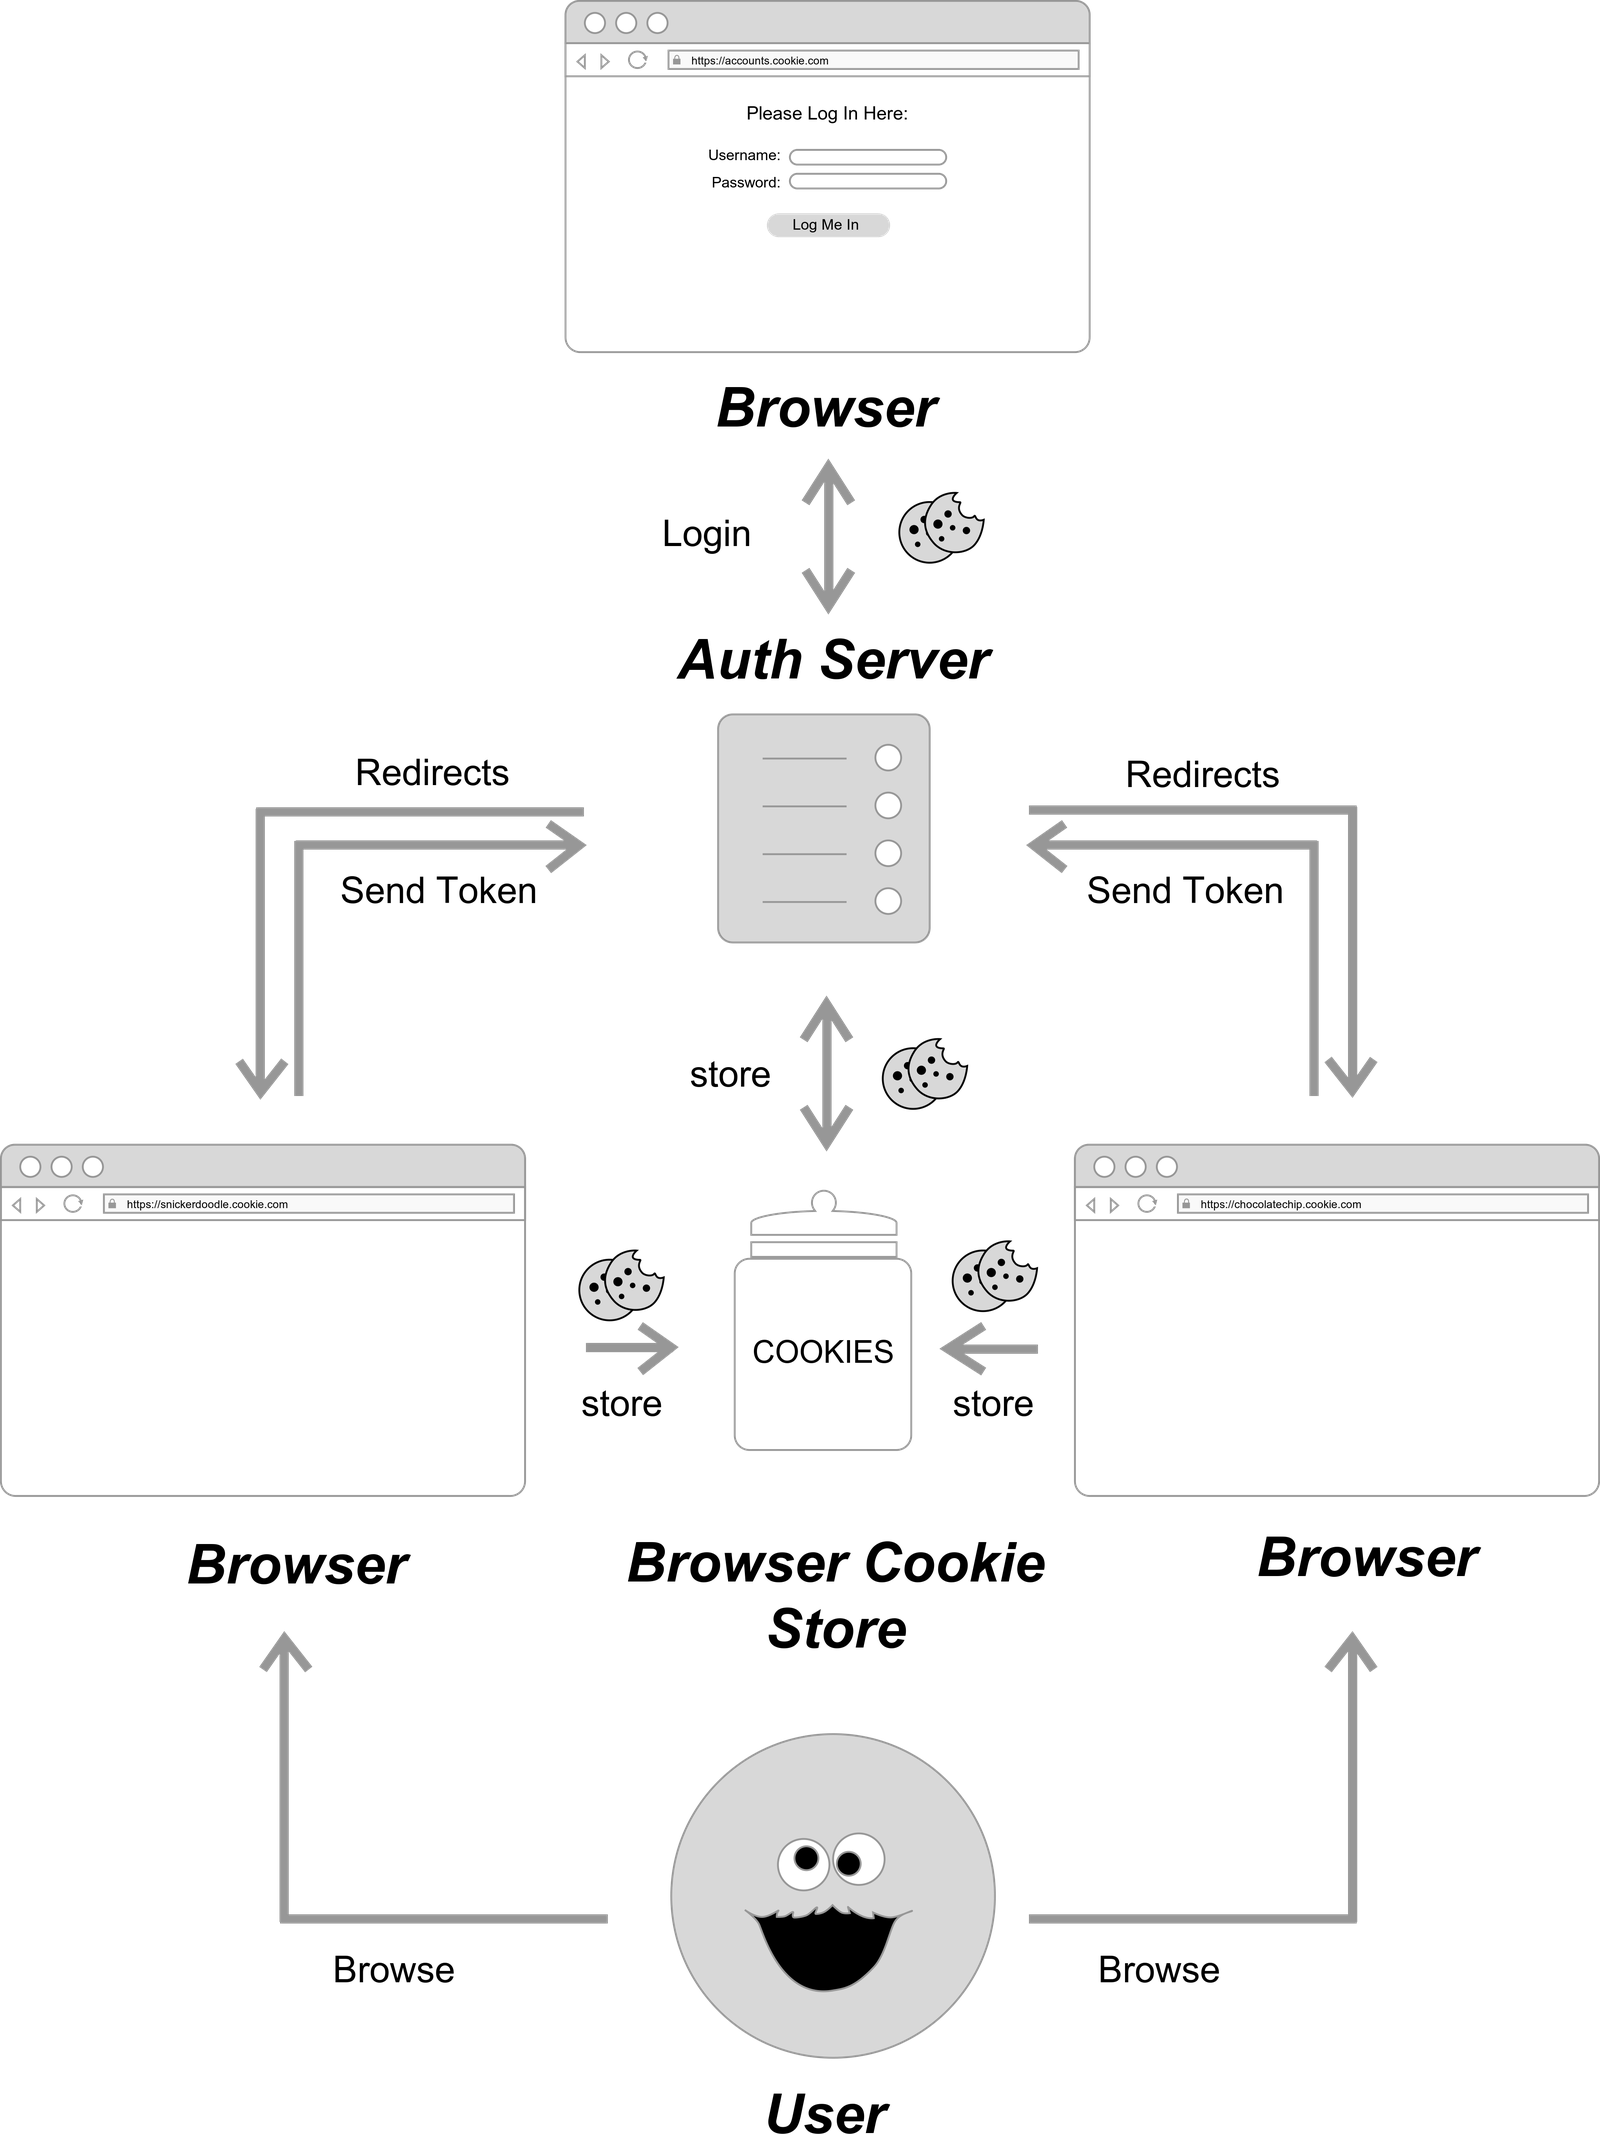 https://accounts.cookie.com
Please Log In Here:
Username:
Password:
Log Me In
Browser
Login
Auth Server
Redirects
Redirects
Send Token
Send Token
store
https://snickerdoodle.cookie.com
https://chocolatechip.cookie.com
COOKIES
store
store
Browser
Browser Cookie
Store
Browser
Browse
Browse
User